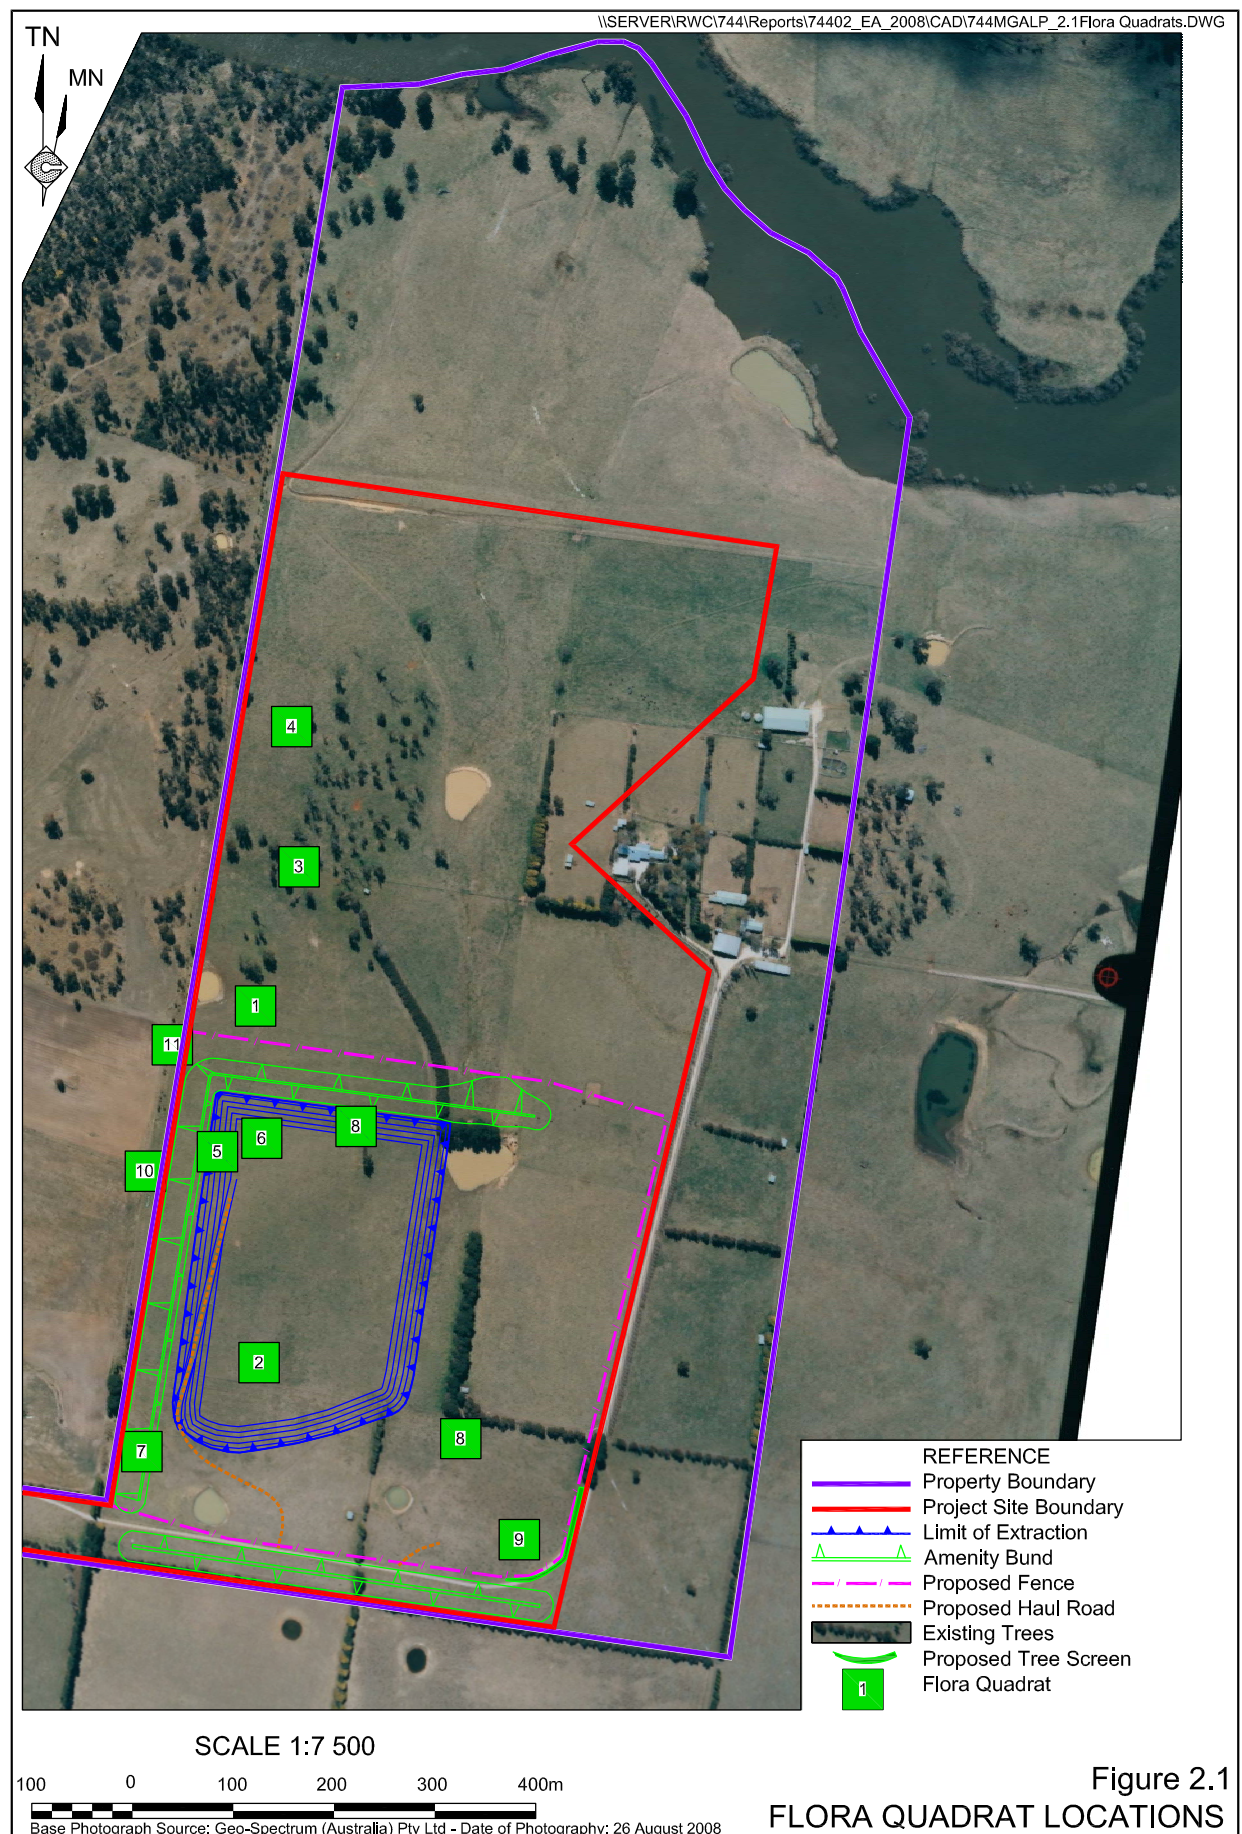 \\SERVER\RWC\744\Reports\74402_EA_2008\CAD\744MGALP_2.1Flora Quadrats.DWG
TN
MN
4
3
1
11
8
6
5
10
2
7
8
9
REFERENCE
Property Boundary
Project Site Boundary
Limit of Extraction
Amenity Bund
Proposed Fence
Proposed Haul Road
Existing Trees
Proposed Tree Screen
1 Flora Quadrat
SCALE 1:7 500
100 0 100 200 300 400m
Base Photograph Source: Geo-Spectrum (Australia) Pty Ltd - Date of Photography: 26 August 2008
Figure 2.1
FLORA QUADRAT LOCATIONS